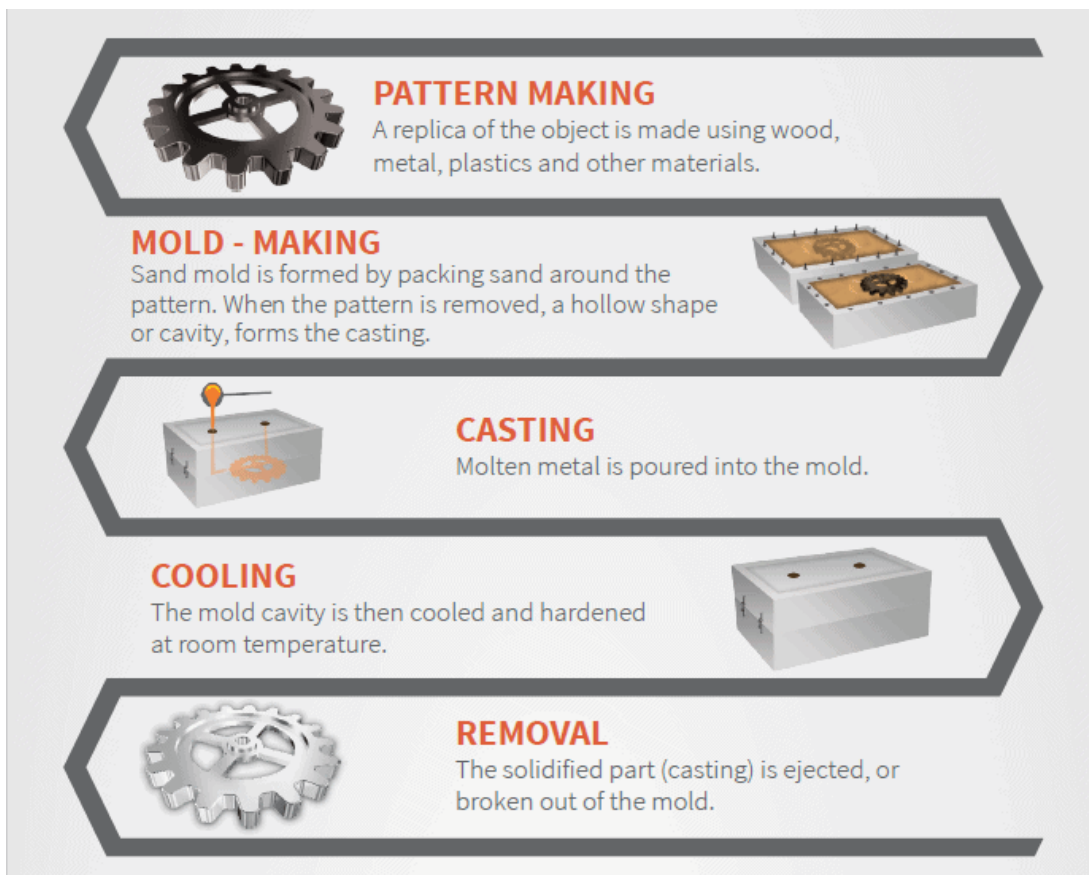 PATTERN MAKING
A replica of the object is made using wood,
metal, plastics and other materials.
MOLD - MAKING
Sand mold is formed by packing sand around the
pattern. When the pattern is removed, a hollow shape
or cavity, forms the casting.
CASTING
Molten metal is poured into the mold.
COOLING
The mold cavity is then cooled and hardened
at room temperature.
REMOVAL
The solidified part (casting) is ejected, or
broken out of the mold.